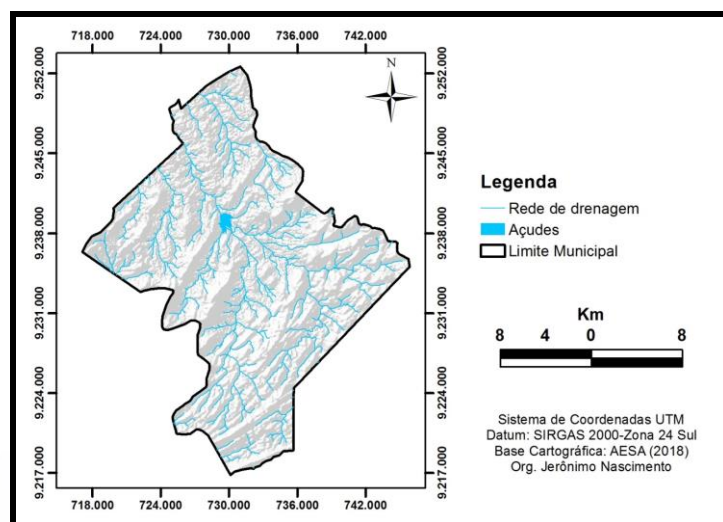 718.000 724.000 730.000 736.000 742.000
9.252.000
9.245.000
9.238.000
9.231.000
9.224.000
9.217.000
N
9.252.000
9.245.000
9.238.000
9.231.000
9.224.000
9.217.000
718.000 724.000 730.000 736.000 742.000
Legenda
Rede de drenagem
Açudes
Limite Municipal
Km
8 4 0 8
Sistema de Coordenadas UTM
Datum: SIRGAS 2000-Zona 24 Sul
Base Cartográfica: AESA (2018)
Org. Jerônimo Nascimento